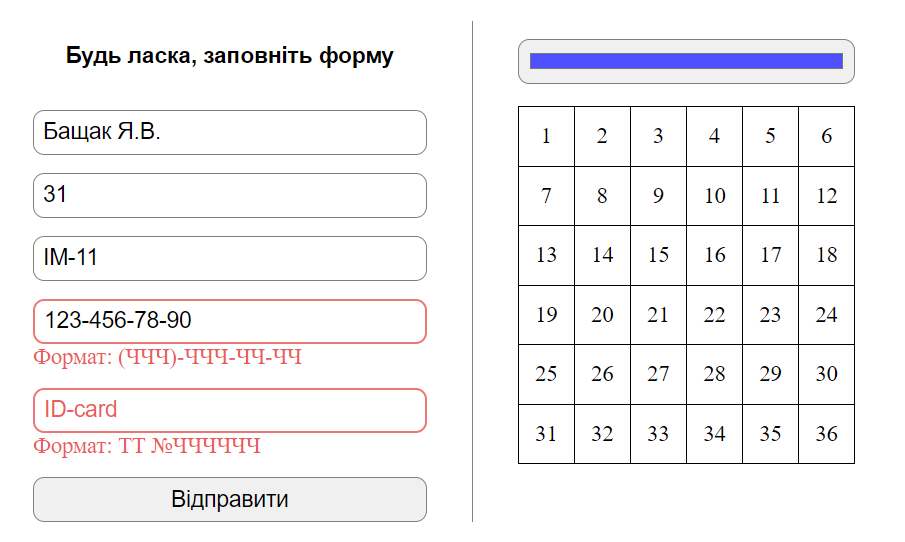 Будь ласка, заповніть форму
Бащак Я.В.
31
ІМ-11
123-456-78-90
Формат: (ЧЧЧ)-ЧЧЧ-ЧЧ-ЧЧ
ID-card
Формат: ТТ №ЧЧЧЧЧЧ
Відправити
1 2 3 4 5 6
7 8 9 10 11 12
13 14 15 16 17 18
19 20 21 22 23 24
25 26 27 28 29 30
31 32 33 34 35 36